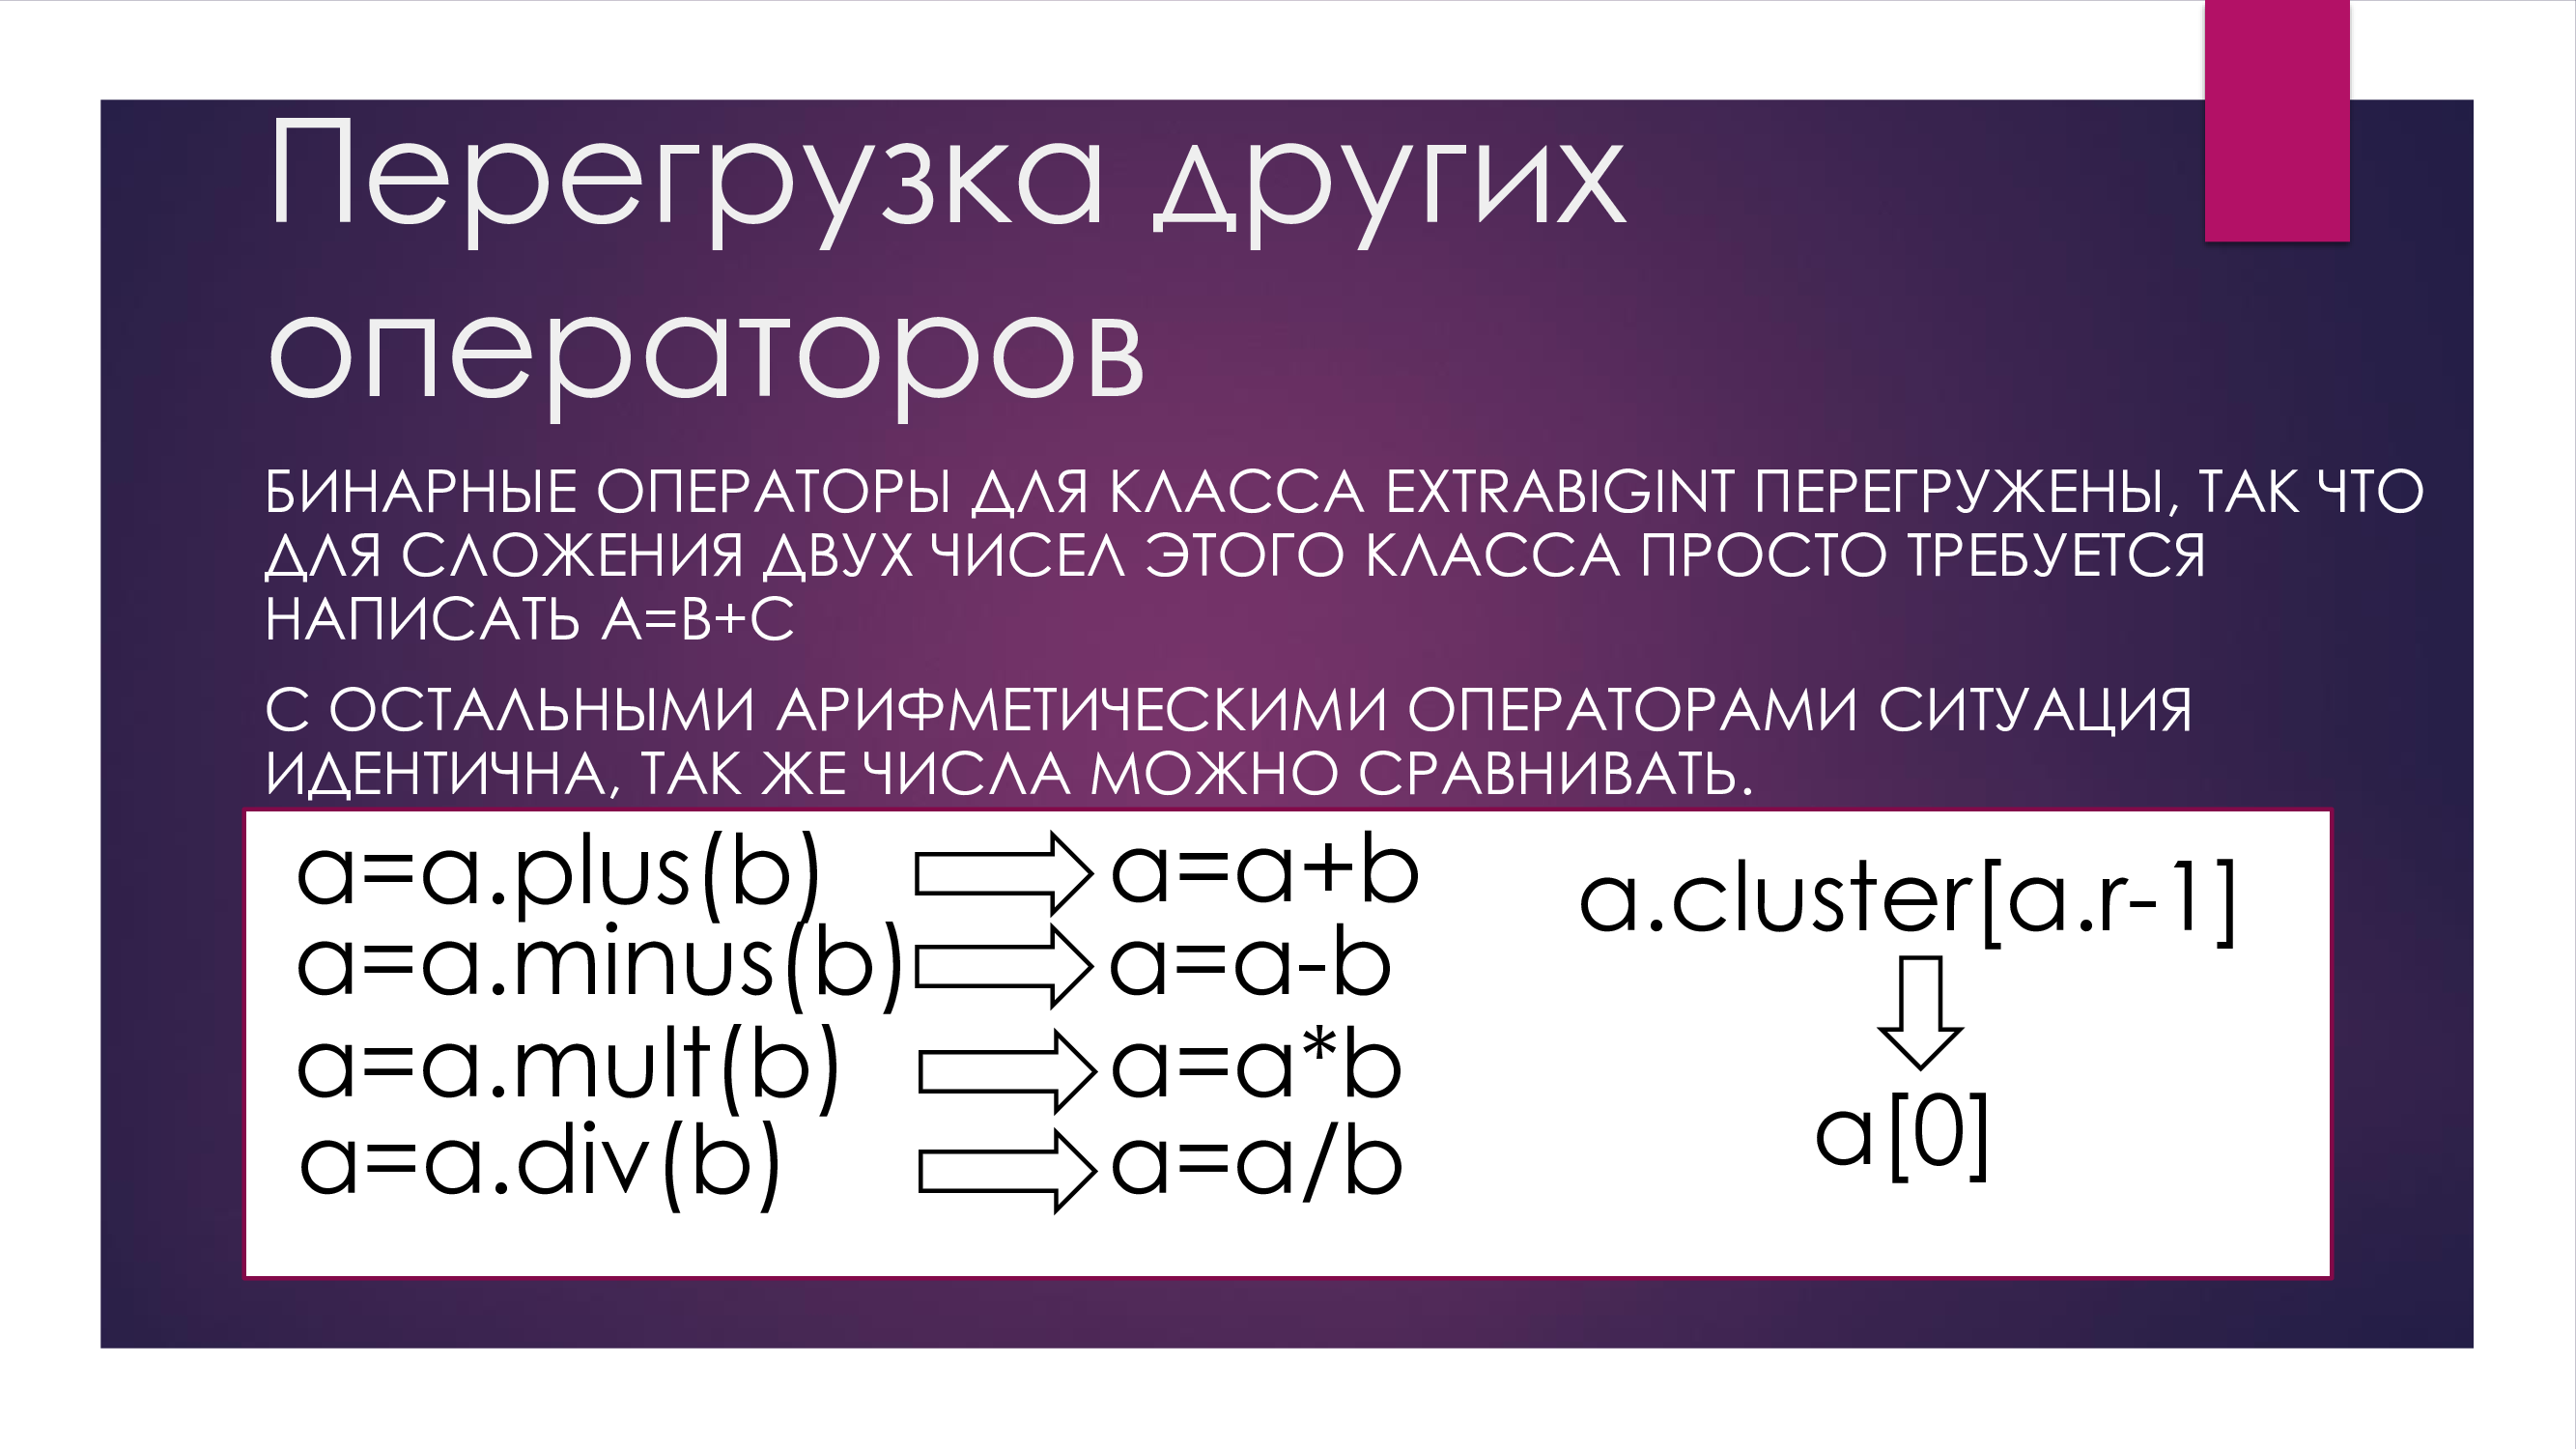 Перегрузка других
операторов
БИНАРНЫЕ ОПЕРАТОРЫ ДЛЯ КЛАССА EXTRABIGINT ПЕРЕГРУЖЕНЫ, ТАК ЧТО
ДЛЯ СЛОЖЕНИЯ ДВУХ ЧИСЕЛ ЭТОГО КЛАССА ПРОСТО ТРЕБУЕТСЯ
НАПИСАТЬ A=B+C
С ОСТАЛЬНЫМИ АРИФМЕТИЧЕСКИМИ ОПЕРАТОРАМИ СИТУАЦИЯ
ИДЕНТИЧНА, ТАК ЖЕ ЧИСЛА МОЖНО СРАВНИВАТЬ.
a=a.plus(b) a=a+b
a=a.minus(b) a=a-b
a=a.mult(b) a=a*b
a=a.div(b) a=a/b
a.cluster[a.r-1]
a[0]